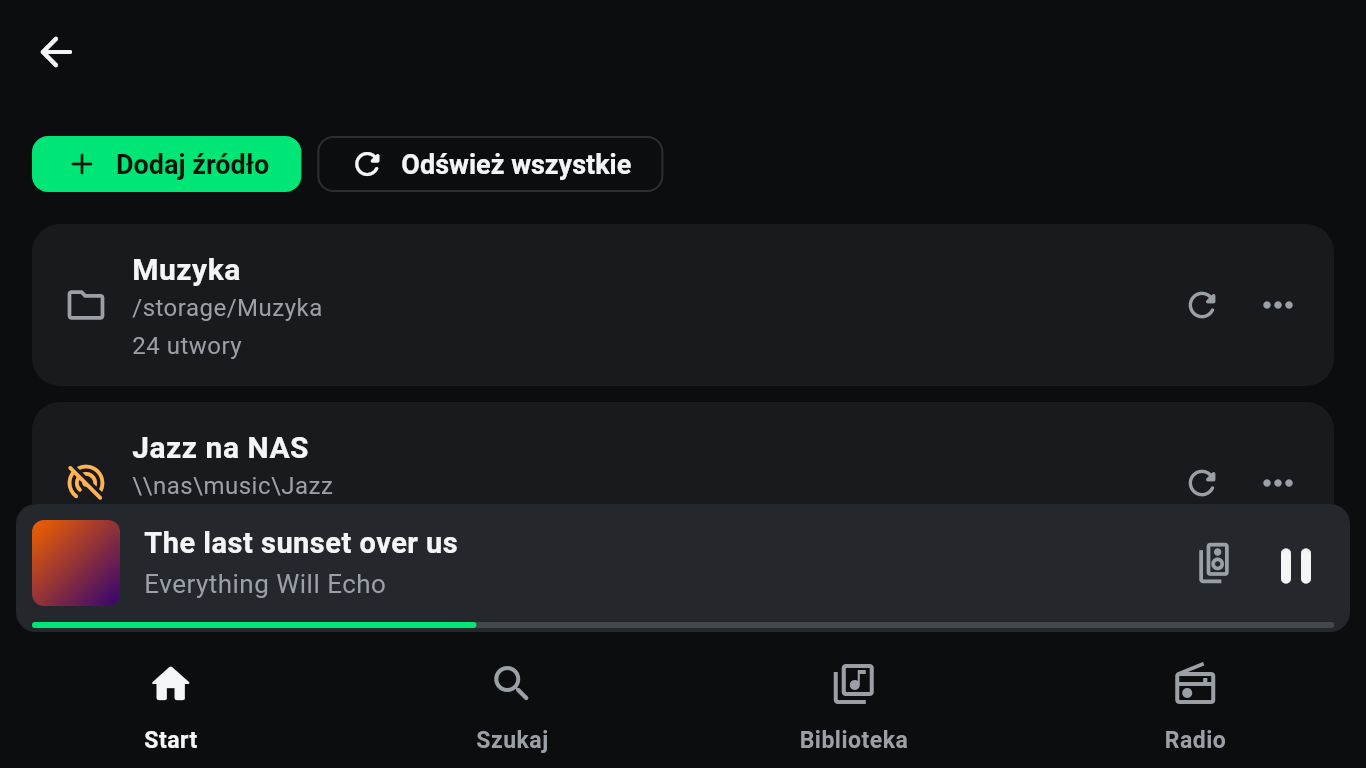 Dodaj źródło
Odśwież wszystkie
Muzyka
/storage/Muzyka
24 utwory
Jazz na NAS
\\nas\music\Jazz
The last sunset over us
Everything Will Echo
Start
Szukaj
Biblioteka
Radio